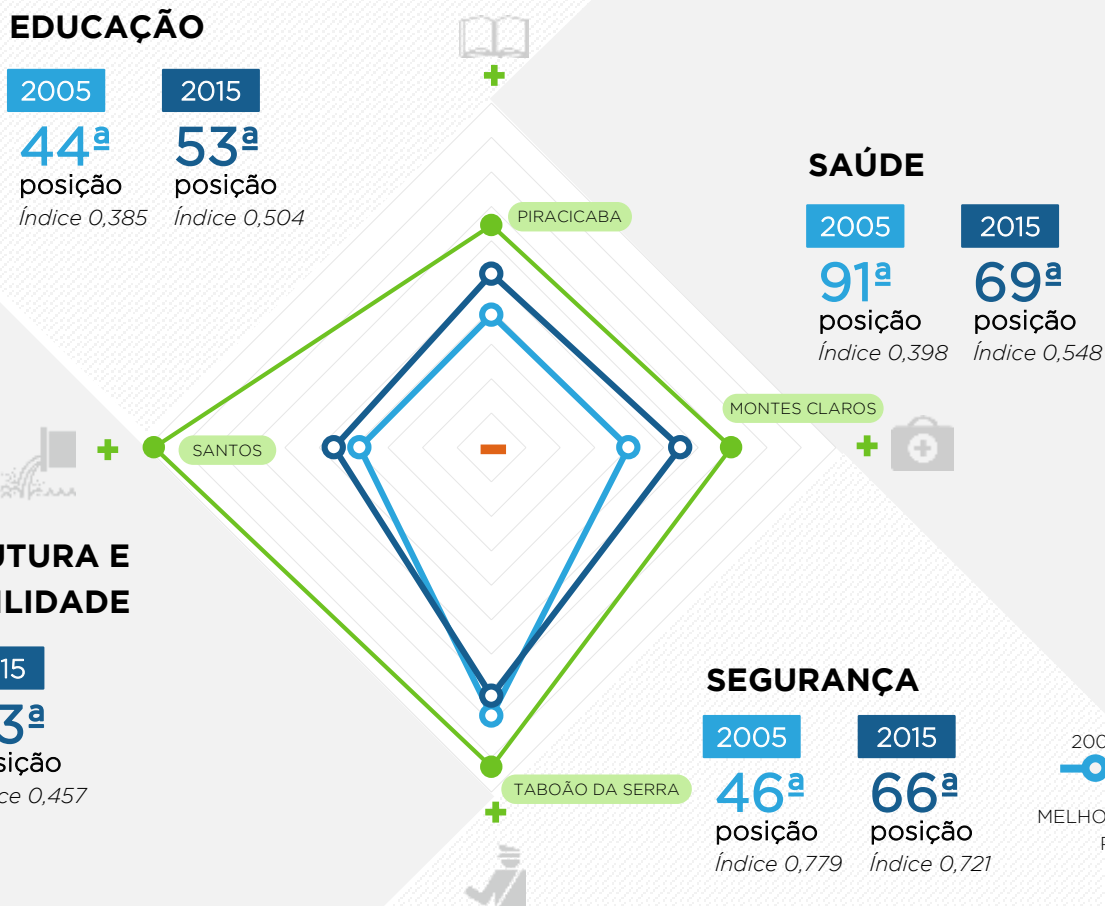 EDUCAÇÃO
2005 2015
44ª 53ª
posição posição
Índice 0,385 Índice 0,504
SAÚDE
2005 2015
91ª 69ª
posição posição
Índice 0,398 Índice 0,548
PIRACICABA
MONTES CLAROS
SANTOS
UTURA E
ILIDADE
15
3ª
sição
ce 0,457
SEGURANÇA
2005 2015
46ª 66ª
posição posição
Índice 0,779 Índice 0,721
TABOÃO DA SERRA
200
MELHO